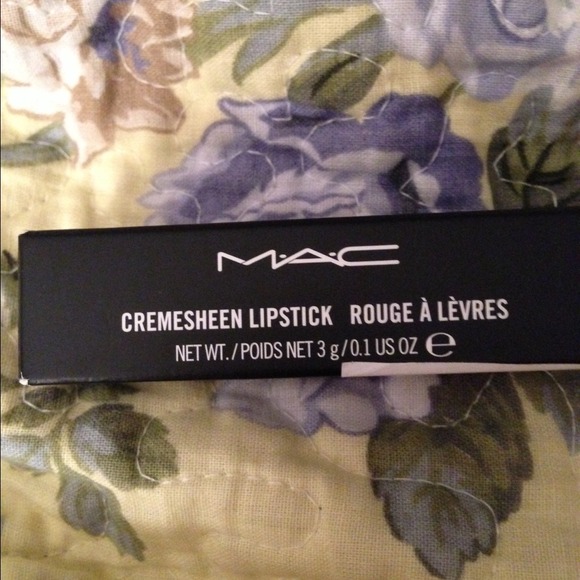 M·A·C
CREMESHEEN LIPSTICK ROUGE À LÈVRES
NET WT./POIDS NET 3 g/0.1 US OZ ℮